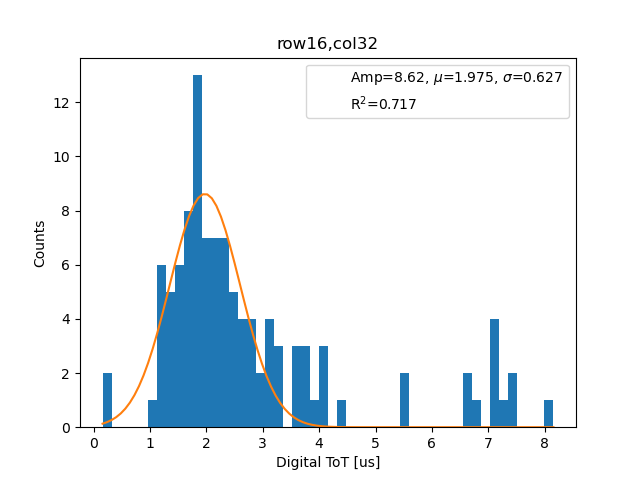 row16,col32
Amp=8.62, μ=1.975, σ=0.627
R²=0.717
Counts
12
10
8
6
4
2
0
0 1 2 3 4 5 6 7 8
Digital ToT [us]